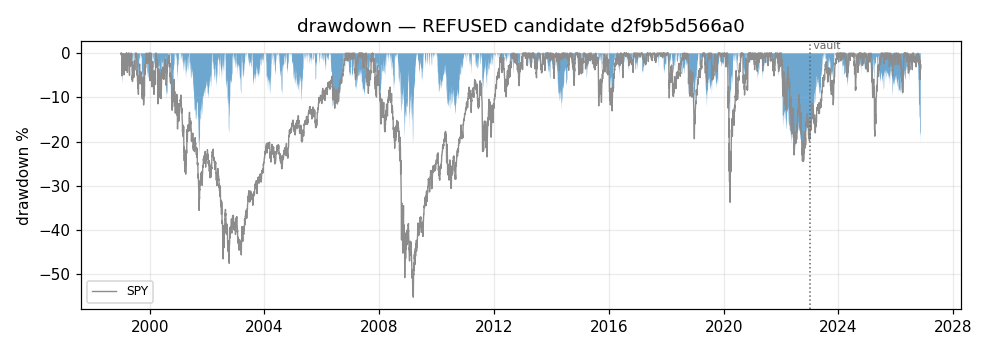 drawdown — REFUSED candidate d2f9b5d566a0
vault
0
−10
−20
−30
−40
−50
drawdown %
SPY
2000 2004 2008 2012 2016 2020 2024 2028